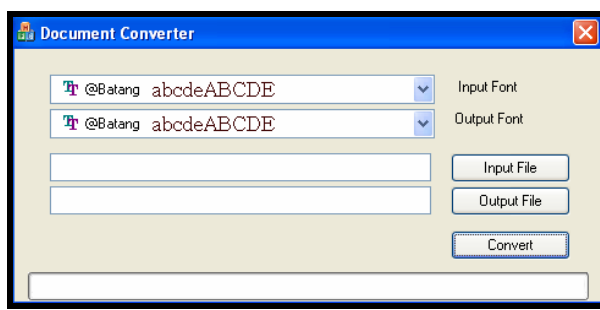 Document Converter
@Batang abcdeABCDE Input Font
@Batang abcdeABCDE Output Font
Input File
Output File
Convert